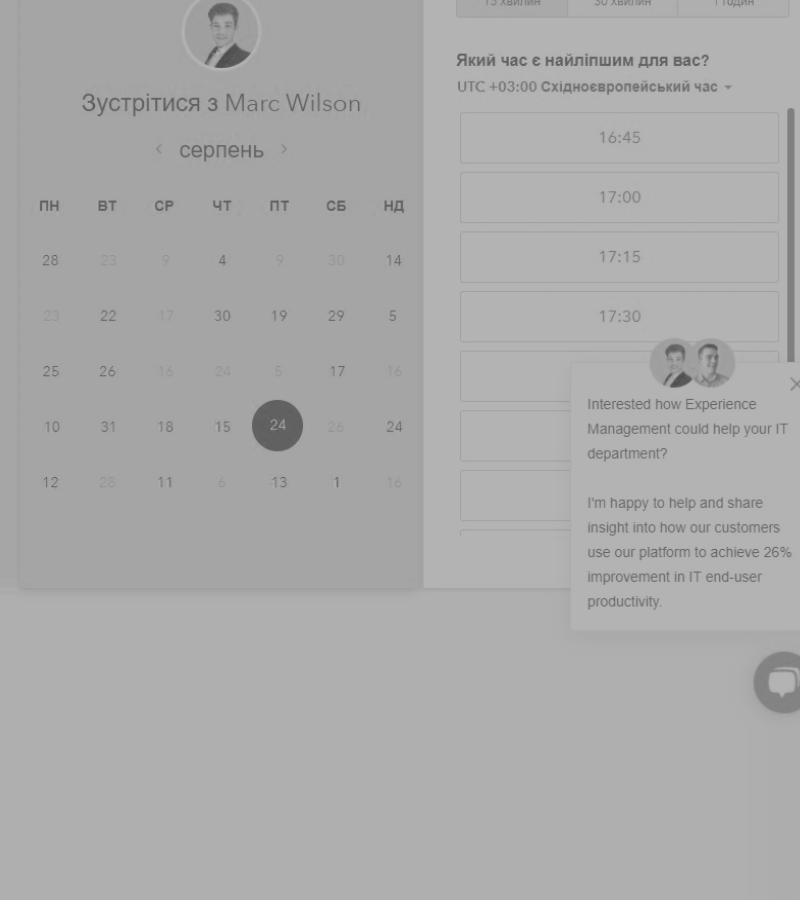 Зустрітися з Marc Wilson
серпень
ПН ВТ СР ЧТ ПТ СБ НД
28 23 9 4 9 30 14
23 22 17 30 19 29 5
25 26 16 24 5 17 16
10 31 18 15 24 26 24
12 28 11 6 13 1 16
15 хвилин 30 хвилин 1 годин
Який час є найліпшим для вас?
UTC +03:00 Східноєвропейський час
16:45
17:00
17:15
17:30
Interested how Experience
Management could help your IT
department?
I'm happy to help and share
insight into how our customers
use our platform to achieve 26%
improvement in IT end-user
productivity.